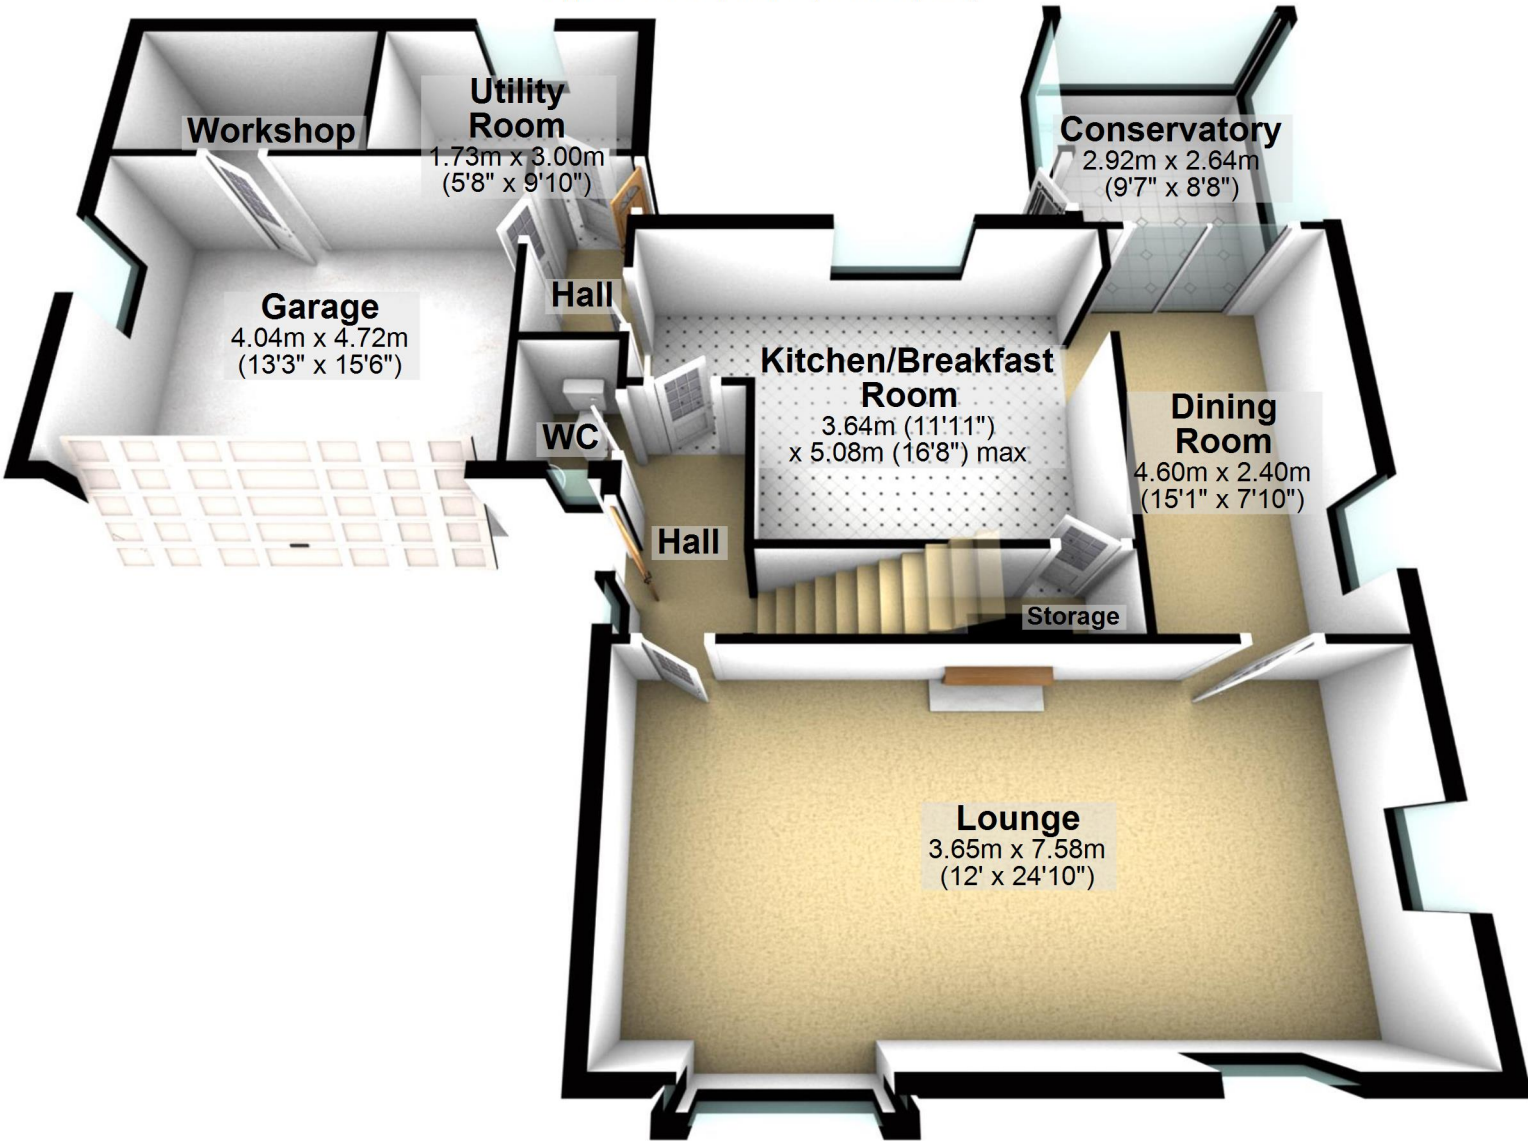 Utility
Room
1.73m x 3.00m
(5'8" x 9'10")
Workshop
Conservatory
2.92m x 2.64m
(9'7" x 8'8")
Garage
4.04m x 4.72m
(13'3" x 15'6")
Hall
Kitchen/Breakfast
Room
3.64m (11'11")
x 5.08m (16'8") max
Dining
Room
4.60m x 2.40m
(15'1" x 7'10")
WC
Hall
Storage
Lounge
3.65m x 7.58m
(12' x 24'10")